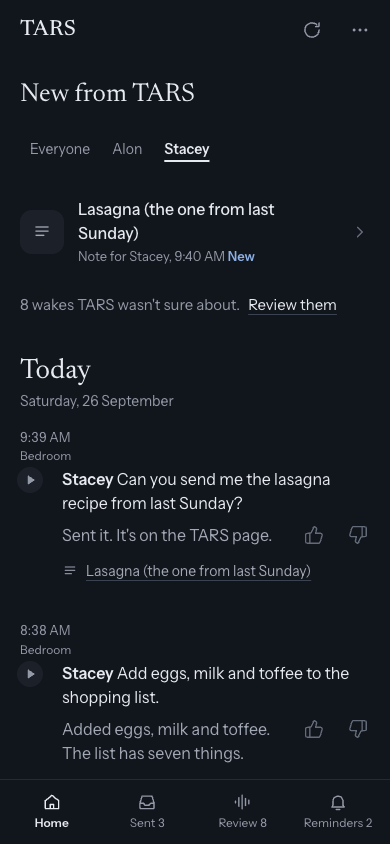 TARS
New from TARS
Everyone Alon Stacey
Lasagna (the one from last
Sunday)
Note for Stacey, 9:40 AM New
8 wakes TARS wasn't sure about. Review them
Today
Saturday, 26 September
9:39 AM
Bedroom
Stacey Can you send me the lasagna
recipe from last Sunday?
Sent it. It's on the TARS page.
Lasagna (the one from last Sunday)
8:38 AM
Bedroom
Stacey Add eggs, milk and toffee to the
shopping list.
Added eggs, milk and toffee.
The list has seven things.
Home Sent 3 Review 8 Reminders 2